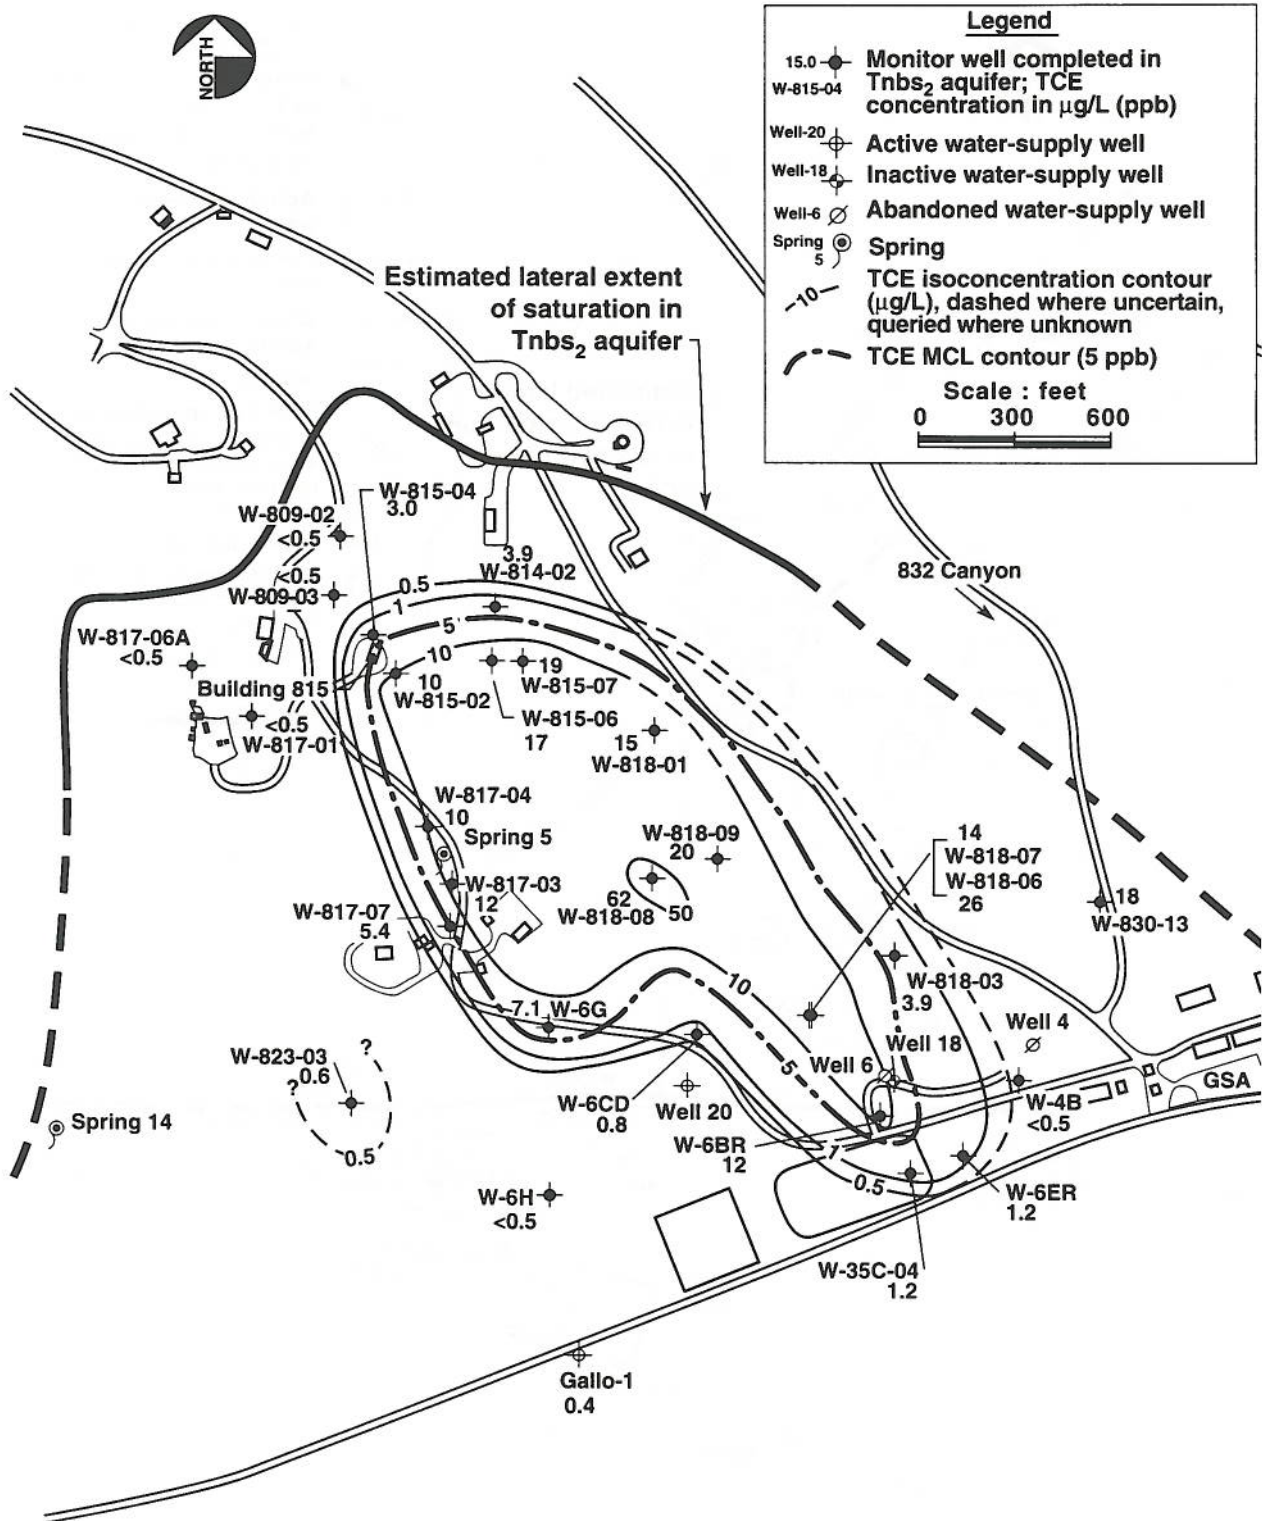 NORTH
Legend
15.0
W-815-04
Monitor well completed in
Tnbs₂ aquifer; TCE
concentration in µg/L (ppb)
Well-20
Active water-supply well
Well-18
Inactive water-supply well
Well-6
Abandoned water-supply well
Spring
5
Spring
10
TCE isoconcentration contour
(µg/L), dashed where uncertain,
queried where unknown
TCE MCL contour (5 ppb)
Scale : feet
0 300 600
Estimated lateral extent
of saturation in
Tnbs₂ aquifer
W-815-04
3.0
W-809-02
<0.5
3.9
W-814-02
832 Canyon
<0.5
W-809-03
0.5
1
5
10
W-817-06A
<0.5
Building 815
10
W-815-02
19
W-815-07
W-815-06
17
<0.5
W-817-01
15
W-818-01
W-817-04
10
Spring 5
W-818-09
20
14
W-818-07
W-818-06
26
W-817-03
12
62
W-818-08
50
18
W-830-13
W-817-07
5.4
W-818-03
3.9
10
7.1 W-6G
Well 4
Well 18
W-823-03
0.6
?
?
0.5
Well 6
5
Spring 14
W-6CD
0.8
Well 20
W-4B
<0.5
GSA
W-6BR
12
1
0.5
W-6H
<0.5
W-6ER
1.2
W-35C-04
1.2
Gallo-1
0.4